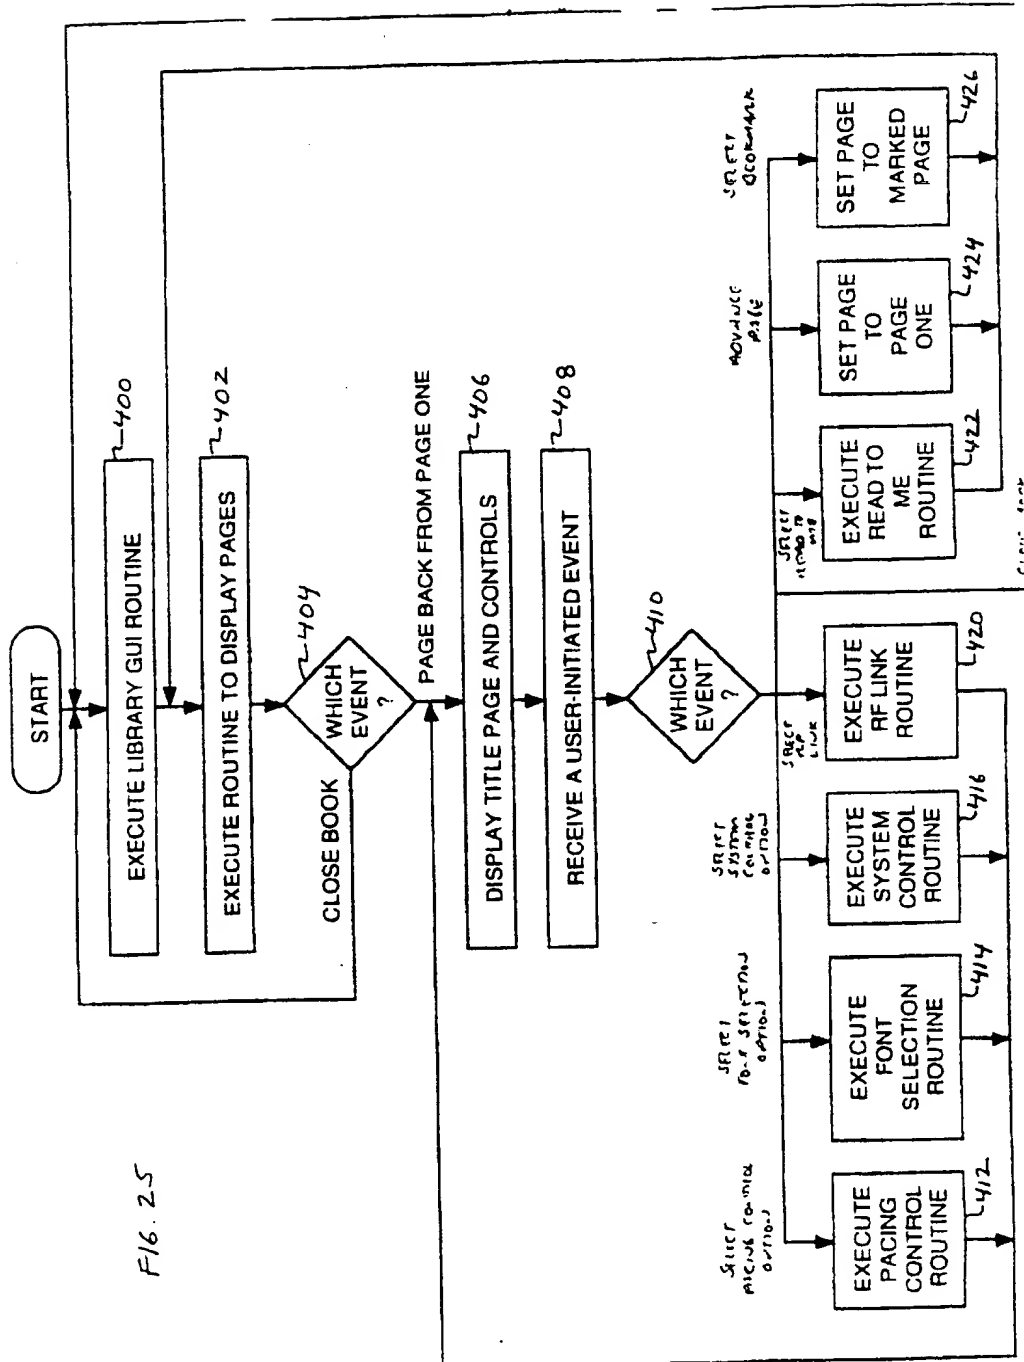 START
EXECUTE LIBRARY GUI ROUTINE
400
EXECUTE ROUTINE TO DISPLAY PAGES
402
WHICH
EVENT
?
404
CLOSE BOOK
PAGE BACK FROM PAGE ONE
DISPLAY TITLE PAGE AND CONTROLS
406
RECEIVE A USER-INITIATED EVENT
408
WHICH
EVENT
?
410
SELECT
PACING CONTROL
OPTION
EXECUTE
PACING
CONTROL
ROUTINE
412
SELECT
FONT SELECTION
OPTION
EXECUTE
FONT
SELECTION
ROUTINE
414
SELECT
SYSTEM
CONTROL
OPTION
EXECUTE
SYSTEM
CONTROL
ROUTINE
416
SELECT
RF
LINK
EXECUTE
RF LINK
ROUTINE
420
SELECT
READ TO
ME
EXECUTE
READ TO
ME
ROUTINE
422
ADVANCE
PAGE
SET PAGE
TO
PAGE
ONE
424
SELECT
BOOKMARK
SET PAGE
TO
MARKED
PAGE
426
FIG. 25